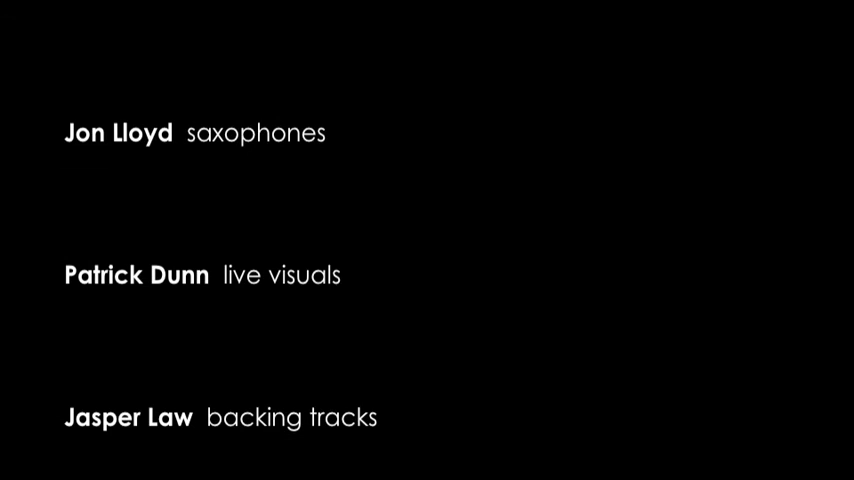 Jon Lloyd saxophones
Patrick Dunn live visuals
Jasper Law backing tracks